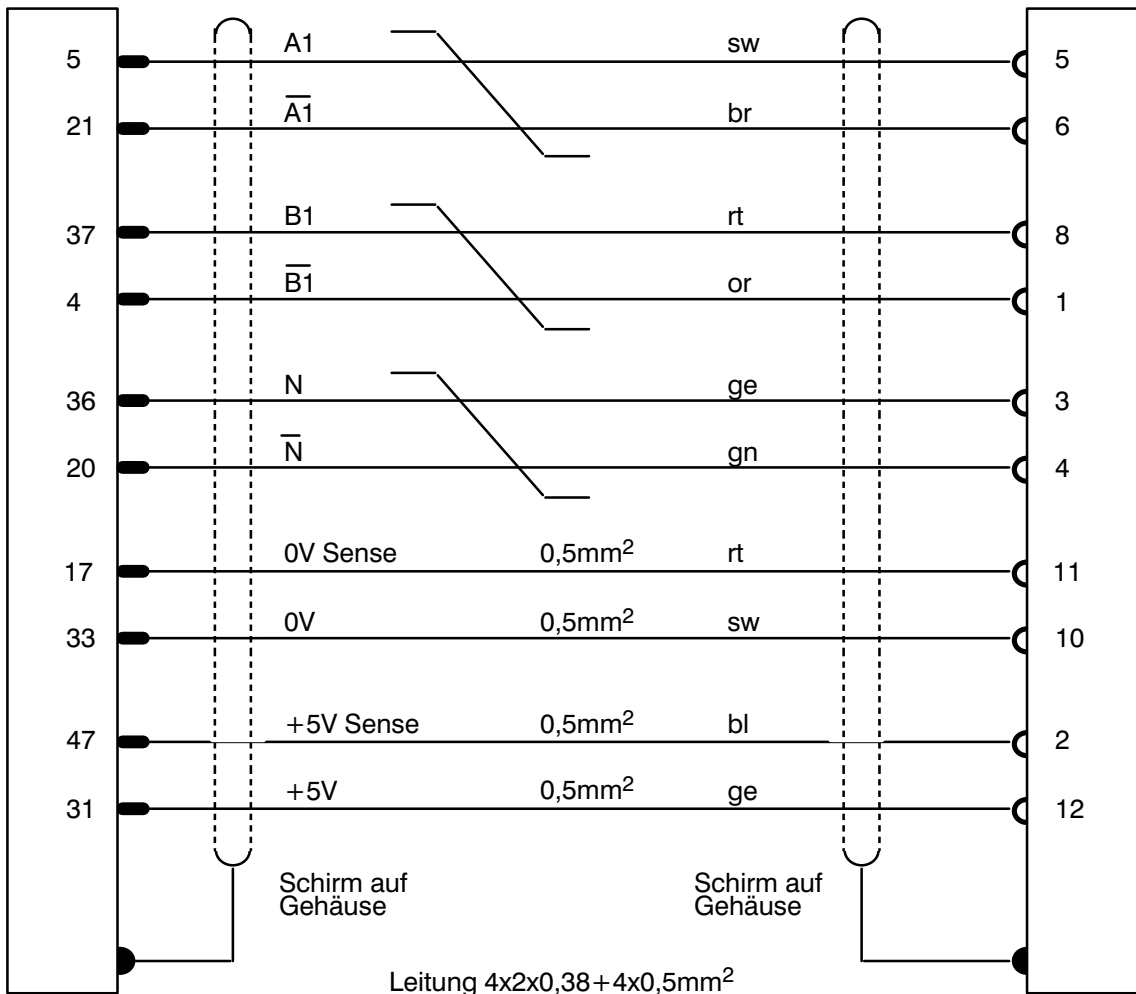 5 A1 sw 5
21 A̅1̅ br 6
37 B1 rt 8
4 B̅1̅ or 1
36 N ge 3
20 N̅ gn 4
17 0V Sense 0,5mm² rt 11
33 0V 0,5mm² sw 10
47 +5V Sense 0,5mm² bl 2
31 +5V 0,5mm² ge 12
Schirm auf Schirm auf
Gehäuse Gehäuse
Leitung 4x2x0,38+4x0,5mm²